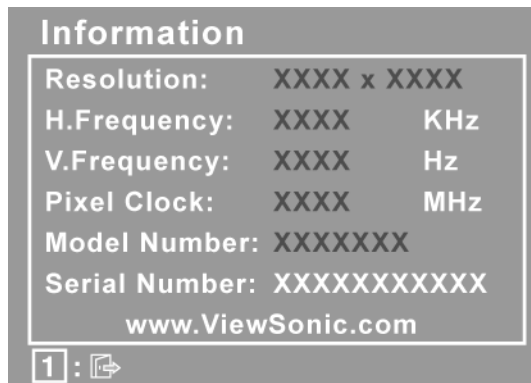 Information
Resolution: XXXX x XXXX
H.Frequency: XXXX KHz
V.Frequency: XXXX Hz
Pixel Clock: XXXX MHz
Model Number: XXXXXXX
Serial Number: XXXXXXXXXXX
www.ViewSonic.com
1 :